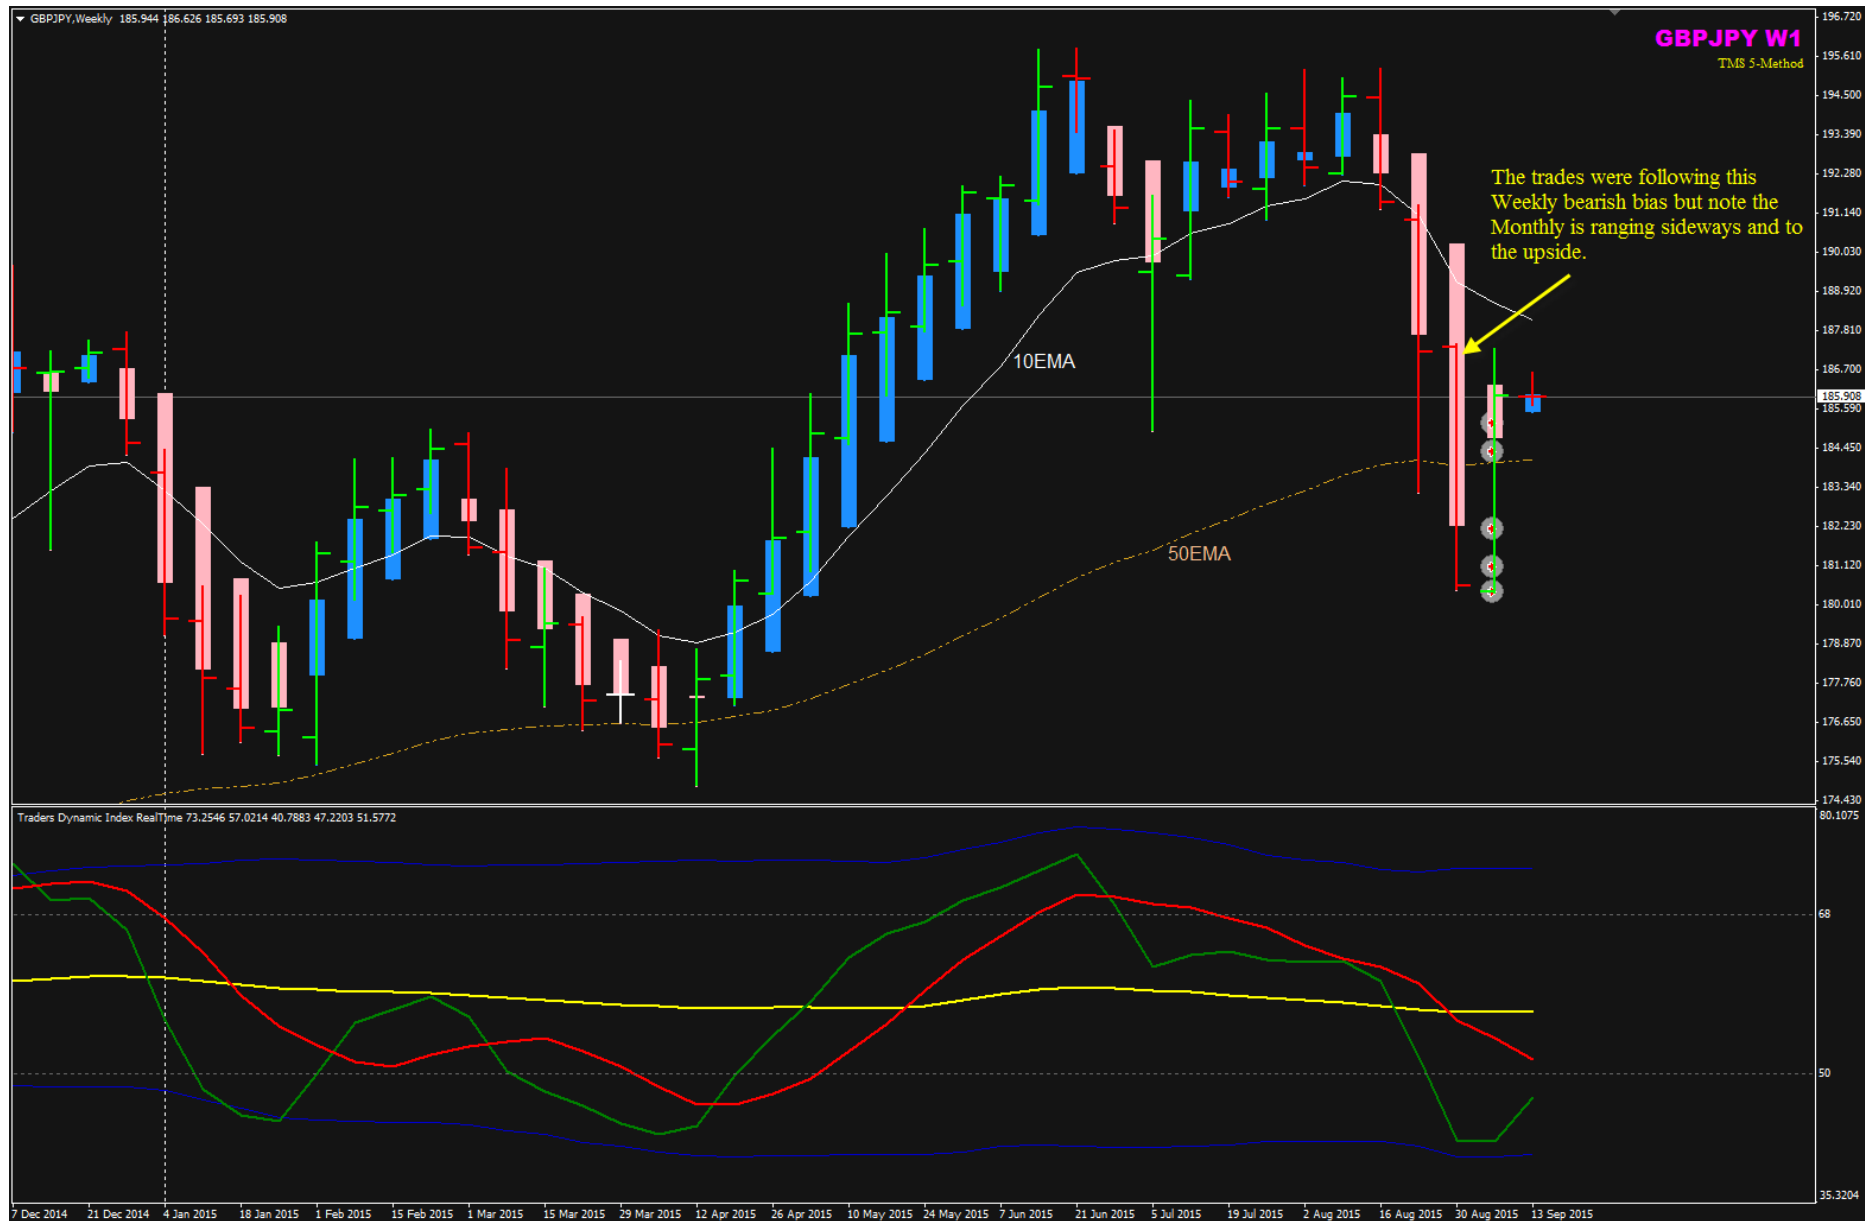 GBPJPY,Weekly 185.944 186.626 185.693 185.908
GBPJPY W1
TMS 5-Method
The trades were following this
Weekly bearish bias but note the
Monthly is ranging sideways and to
the upside.
10EMA
50EMA
196.720
195.610
194.500
193.390
192.280
191.140
190.030
188.920
187.810
186.700
185.908
185.590
184.450
183.340
182.230
181.120
180.010
178.870
177.760
176.650
175.540
174.430
Traders Dynamic Index RealTime 73.2546 57.0214 40.7883 47.2203 51.5772
80.1075
68
50
35.3204
7 Dec 2014 21 Dec 2014 4 Jan 2015 18 Jan 2015 1 Feb 2015 15 Feb 2015 1 Mar 2015 15 Mar 2015 29 Mar 2015 12 Apr 2015 26 Apr 2015 10 May 2015 24 May 2015 7 Jun 2015 21 Jun 2015 5 Jul 2015 19 Jul 2015 2 Aug 2015 16 Aug 2015 30 Aug 2015 13 Sep 2015